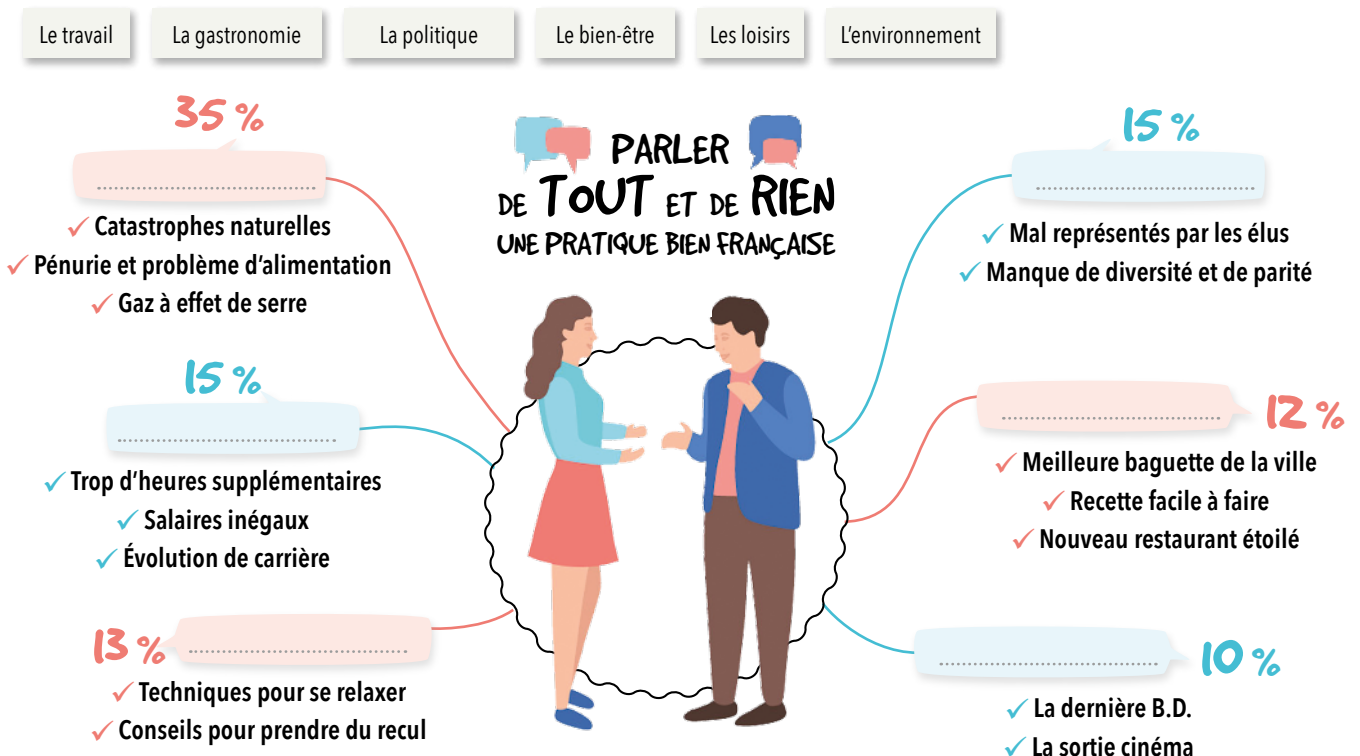 Le travail
La gastronomie
La politique
Le bien-être
Les loisirs
L'environnement
PARLER
DE TOUT ET DE RIEN
UNE PRATIQUE BIEN FRANÇAISE
35 %
..........................................
✓ Catastrophes naturelles
✓ Pénurie et problème d'alimentation
✓ Gaz à effet de serre
15 %
..........................................
✓ Trop d'heures supplémentaires
✓ Salaires inégaux
✓ Évolution de carrière
13 %
..........................................
✓ Techniques pour se relaxer
✓ Conseils pour prendre du recul
15 %
..........................................
✓ Mal représentés par les élus
✓ Manque de diversité et de parité
12 %
..........................................
✓ Meilleure baguette de la ville
✓ Recette facile à faire
✓ Nouveau restaurant étoilé
10 %
..........................................
✓ La dernière B.D.
✓ La sortie cinéma